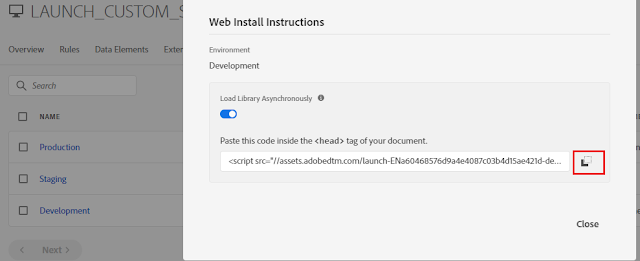 LAUNCH_CUSTOM_S
Overview Rules Data Elements Exter
Search
NAME
Production
Staging
Development
< Next >
Web Install Instructions
Environment
Development
Load Library Asynchronously
Paste this code inside the <head> tag of your document.
<script src="//assets.adobedtm.com/launch-ENa60468576d9a4e4087c03b4d15ae421d-de...
Close